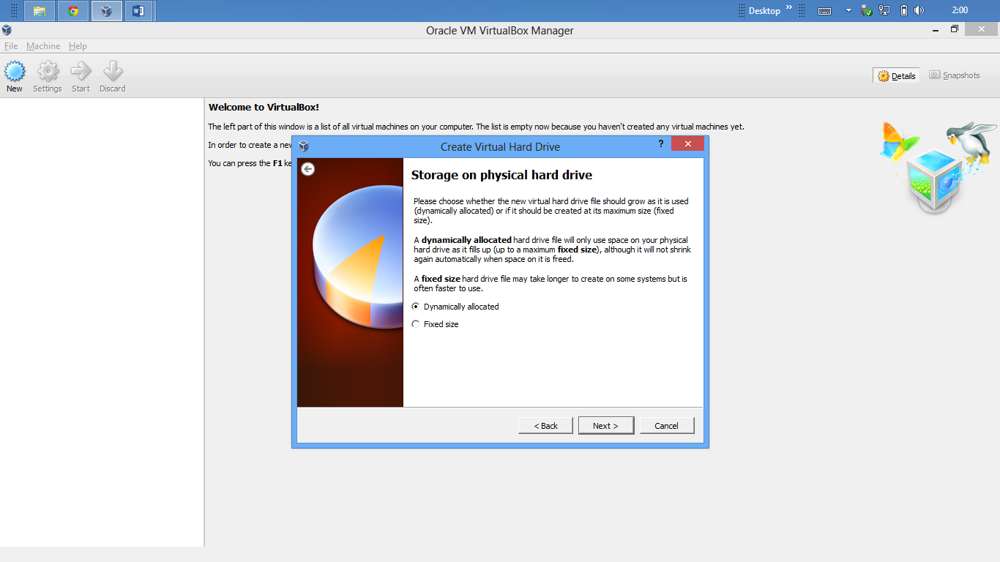 Desktop »
2:00
Oracle VM VirtualBox Manager
File Machine Help
New Settings Start Discard
Details Snapshots
Welcome to VirtualBox!
The left part of this window is a list of all virtual machines on your computer. The list is empty now because you haven't created any virtual machines yet.
In order to create a new
You can press the F1 ke
Create Virtual Hard Drive
?
Storage on physical hard drive
Please choose whether the new virtual hard drive file should grow as it is used
(dynamically allocated) or if it should be created at its maximum size (fixed
size).
A dynamically allocated hard drive file will only use space on your physical
hard drive as it fills up (up to a maximum fixed size), although it will not shrink
again automatically when space on it is freed.
A fixed size hard drive file may take longer to create on some systems but is
often faster to use.
Dynamically allocated
Fixed size
< Back Next > Cancel